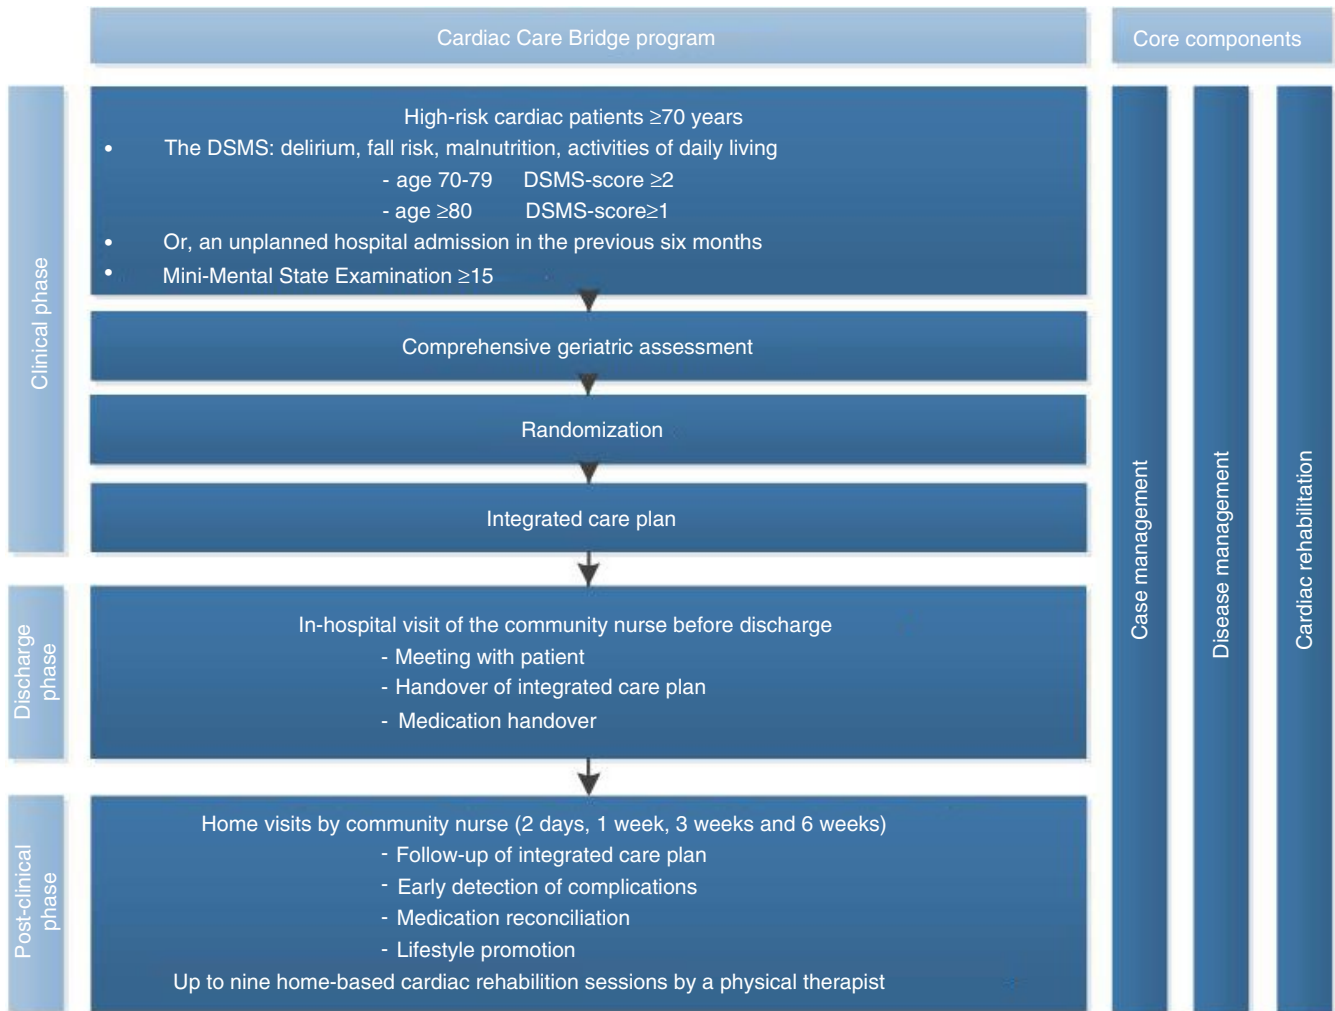 Cardiac Care Bridge program
Core components
Clinical phase
High-risk cardiac patients ≥70 years
• The DSMS: delirium, fall risk, malnutrition, activities of daily living
- age 70-79 DSMS-score ≥2
- age ≥80 DSMS-score≥1
• Or, an unplanned hospital admission in the previous six months
• Mini-Mental State Examination ≥15
Comprehensive geriatric assessment
Randomization
Integrated care plan
Discharge
phase
In-hospital visit of the community nurse before discharge
- Meeting with patient
- Handover of integrated care plan
- Medication handover
Post-clinical
phase
Home visits by community nurse (2 days, 1 week, 3 weeks and 6 weeks)
- Follow-up of integrated care plan
- Early detection of complications
- Medication reconciliation
- Lifestyle promotion
Up to nine home-based cardiac rehabilition sessions by a physical therapist
Case management
Disease management
Cardiac rehabilitation